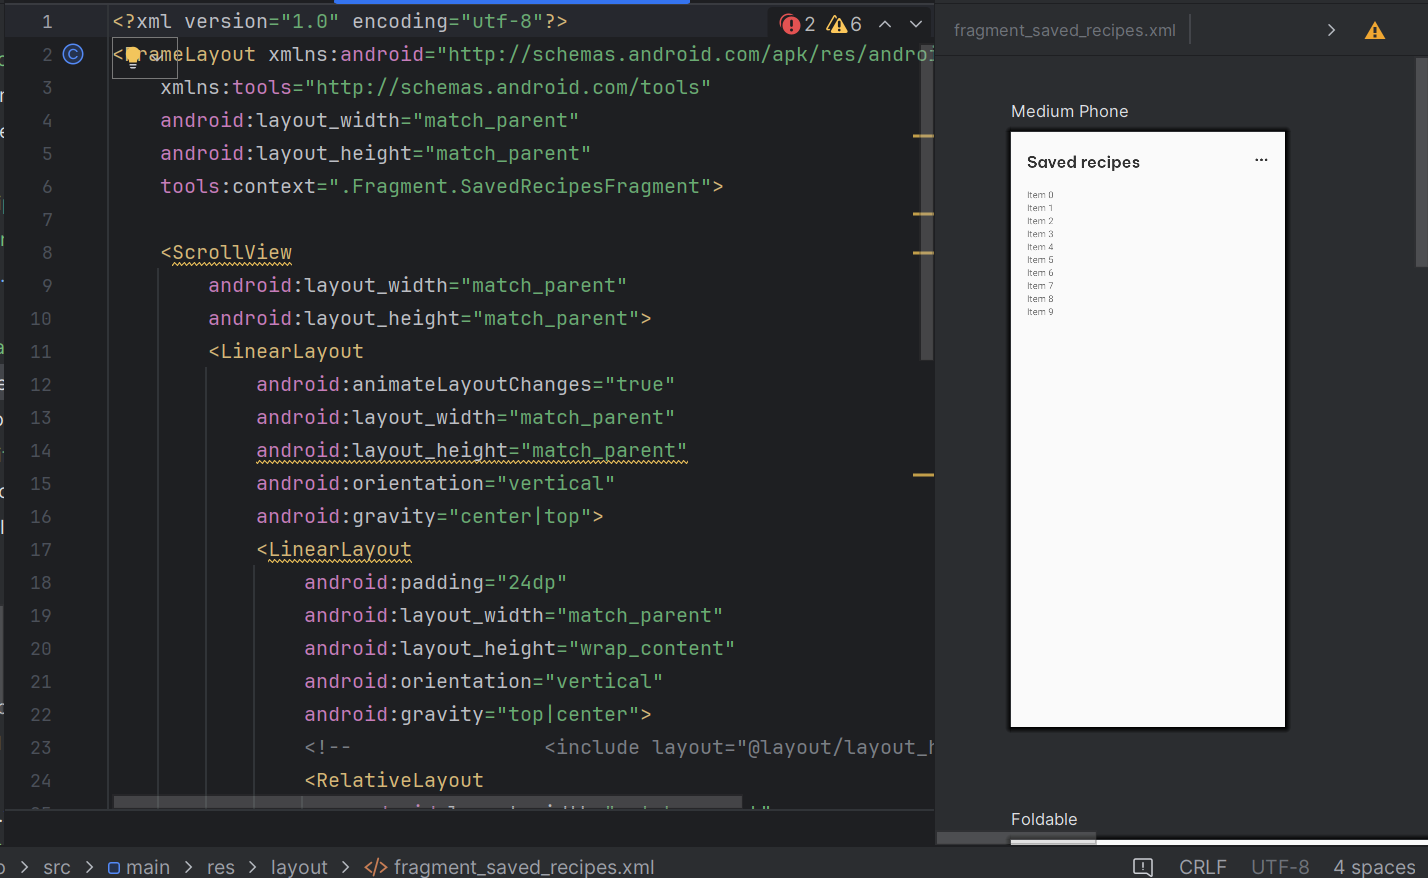 1 <?xml version="1.0" encoding="utf-8"?> 2 6
2 <FrameLayout xmlns:android="http://schemas.android.com/apk/res/androi
3 xmlns:tools="http://schemas.android.com/tools"
4 android:layout_width="match_parent"
5 android:layout_height="match_parent"
6 tools:context=".Fragment.SavedRecipesFragment">
7
8 <ScrollView
9 android:layout_width="match_parent"
10 android:layout_height="match_parent">
11 <LinearLayout
12 android:animateLayoutChanges="true"
13 android:layout_width="match_parent"
14 android:layout_height="match_parent"
15 android:orientation="vertical"
16 android:gravity="center|top">
17 <LinearLayout
18 android:padding="24dp"
19 android:layout_width="match_parent"
20 android:layout_height="wrap_content"
21 android:orientation="vertical"
22 android:gravity="top|center">
23 <!-- <include layout="@layout/layout_h
24 <RelativeLayout
fragment_saved_recipes.xml
Medium Phone
Saved recipes ...
Item 0
Item 1
Item 2
Item 3
Item 4
Item 5
Item 6
Item 7
Item 8
Item 9
Foldable
src > main > res > layout > </> fragment_saved_recipes.xml
CRLF UTF-8 4 spaces